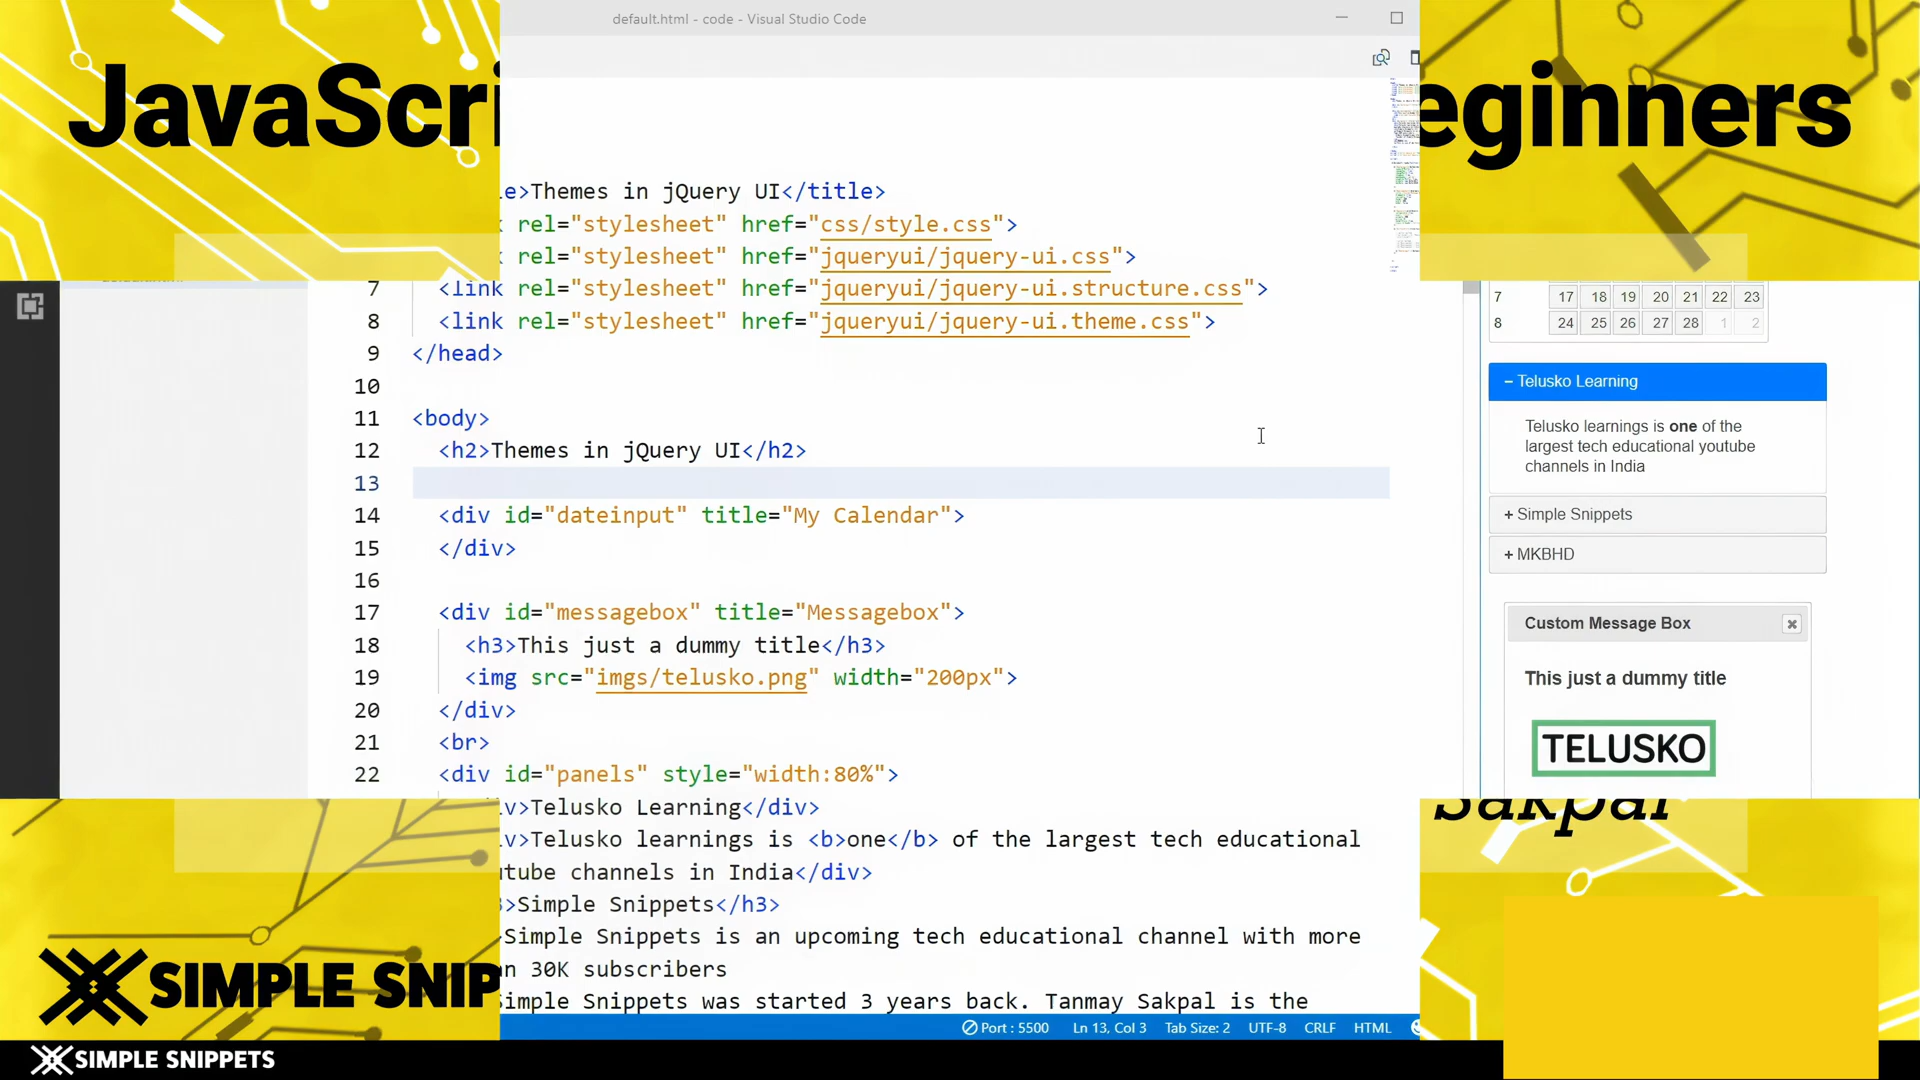 JavaScri
eginners
default.html - code - Visual Studio Code
le>Themes in jQuery UI</title>
k rel="stylesheet" href="css/style.css">
k rel="stylesheet" href="jqueryui/jquery-ui.css">
7 <link rel="stylesheet" href="jqueryui/jquery-ui.structure.css">
8 <link rel="stylesheet" href="jqueryui/jquery-ui.theme.css">
9 </head>
10
11 <body>
12 <h2>Themes in jQuery UI</h2>
13
14 <div id="dateinput" title="My Calendar">
15 </div>
16
17 <div id="messagebox" title="Messagebox">
18 <h3>This just a dummy title</h3>
19 <img src="imgs/telusko.png" width="200px">
20 </div>
21 <br>
22 <div id="panels" style="width:80%">
iv>Telusko Learning</div>
iv>Telusko learnings is <b>one</b> of the largest tech educational
utube channels in India</div>
3>Simple Snippets</h3>
>Simple Snippets is an upcoming tech educational channel with more
n 30K subscribers
Simple Snippets was started 3 years back. Tanmay Sakpal is the
Port : 5500 Ln 13, Col 3 Tab Size: 2 UTF-8 CRLF HTML
7 17 18 19 20 21 22 23
8 24 25 26 27 28 1 2
– Telusko Learning
Telusko learnings is one of the
largest tech educational youtube
channels in India
+ Simple Snippets
+ MKBHD
Custom Message Box
This just a dummy title
TELUSKO
Sakpal
SIMPLE SNIP
SIMPLE SNIPPETS